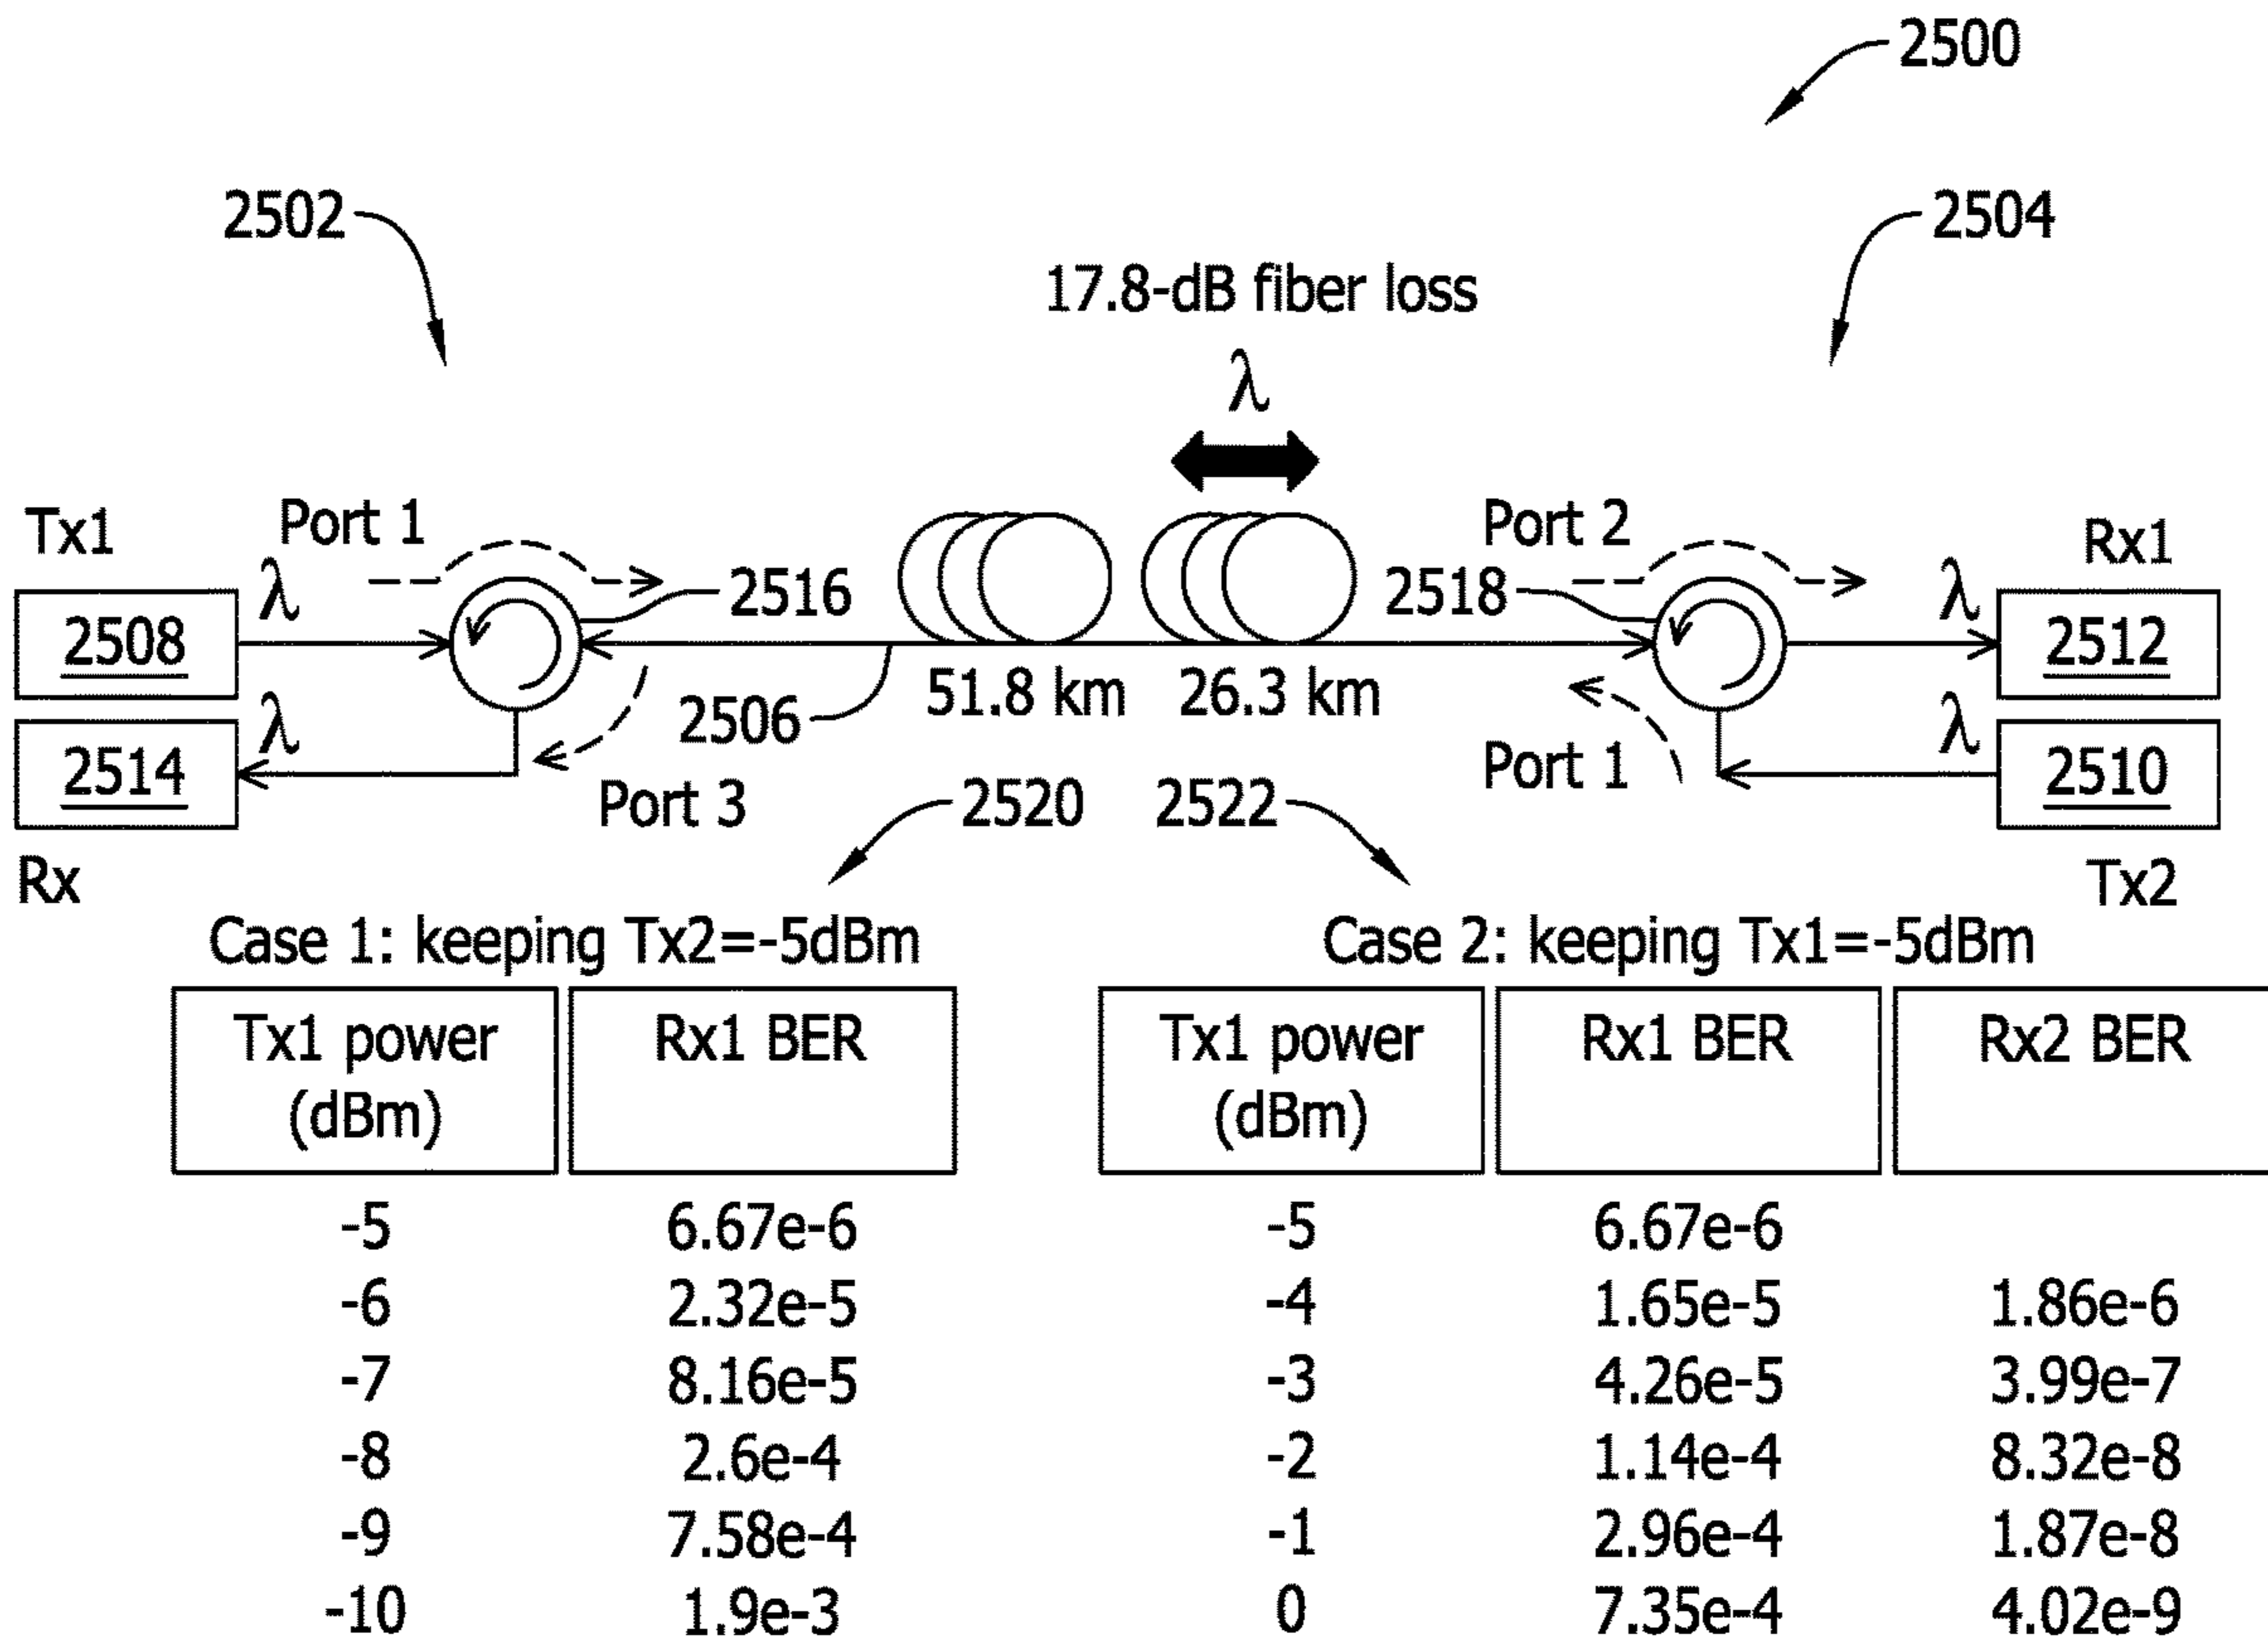 2500
2502
2504
17.8-dB fiber loss
λ
Tx1
Port 1
Port 2
Rx1
λ
2516
2518
λ
2508
2512
2506
51.8 km
26.3 km
λ
λ
2514
Port 3
Port 1
2510
2520
2522
Rx
Tx2
Case 1: keeping Tx2=-5dBm
Tx1 power (dBm) Rx1 BER
-5 6.67e-6
-6 2.32e-5
-7 8.16e-5
-8 2.6e-4
-9 7.58e-4
-10 1.9e-3
Case 2: keeping Tx1=-5dBm
Tx1 power (dBm) Rx1 BER Rx2 BER
-5 6.67e-6
-4 1.65e-5 1.86e-6
-3 4.26e-5 3.99e-7
-2 1.14e-4 8.32e-8
-1 2.96e-4 1.87e-8
0 7.35e-4 4.02e-9